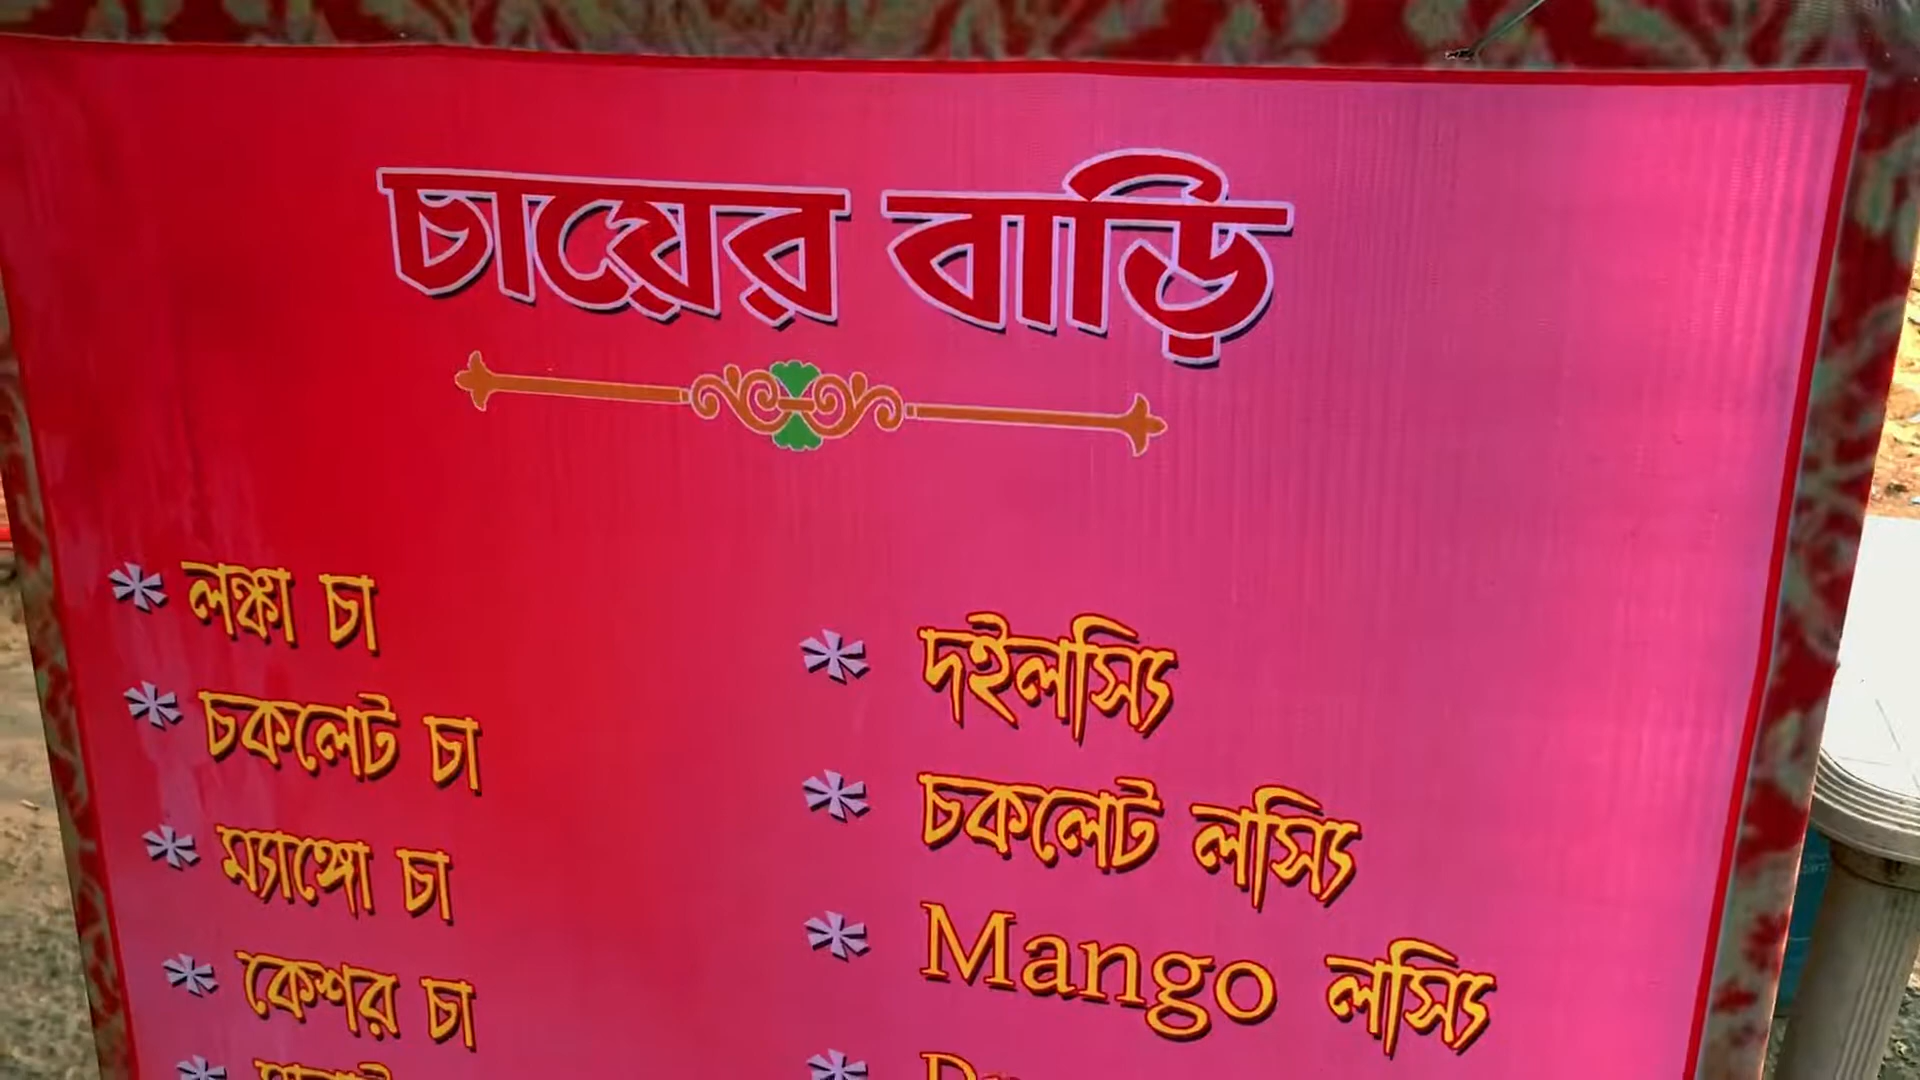 চায়ের বাড়ি
* লঙ্কা চা
* চকলেট চা
* ম্যাঙ্গো চা
* কেশর চা
* দইলস্যি
* চকলেট লস্যি
* Mango লস্যি